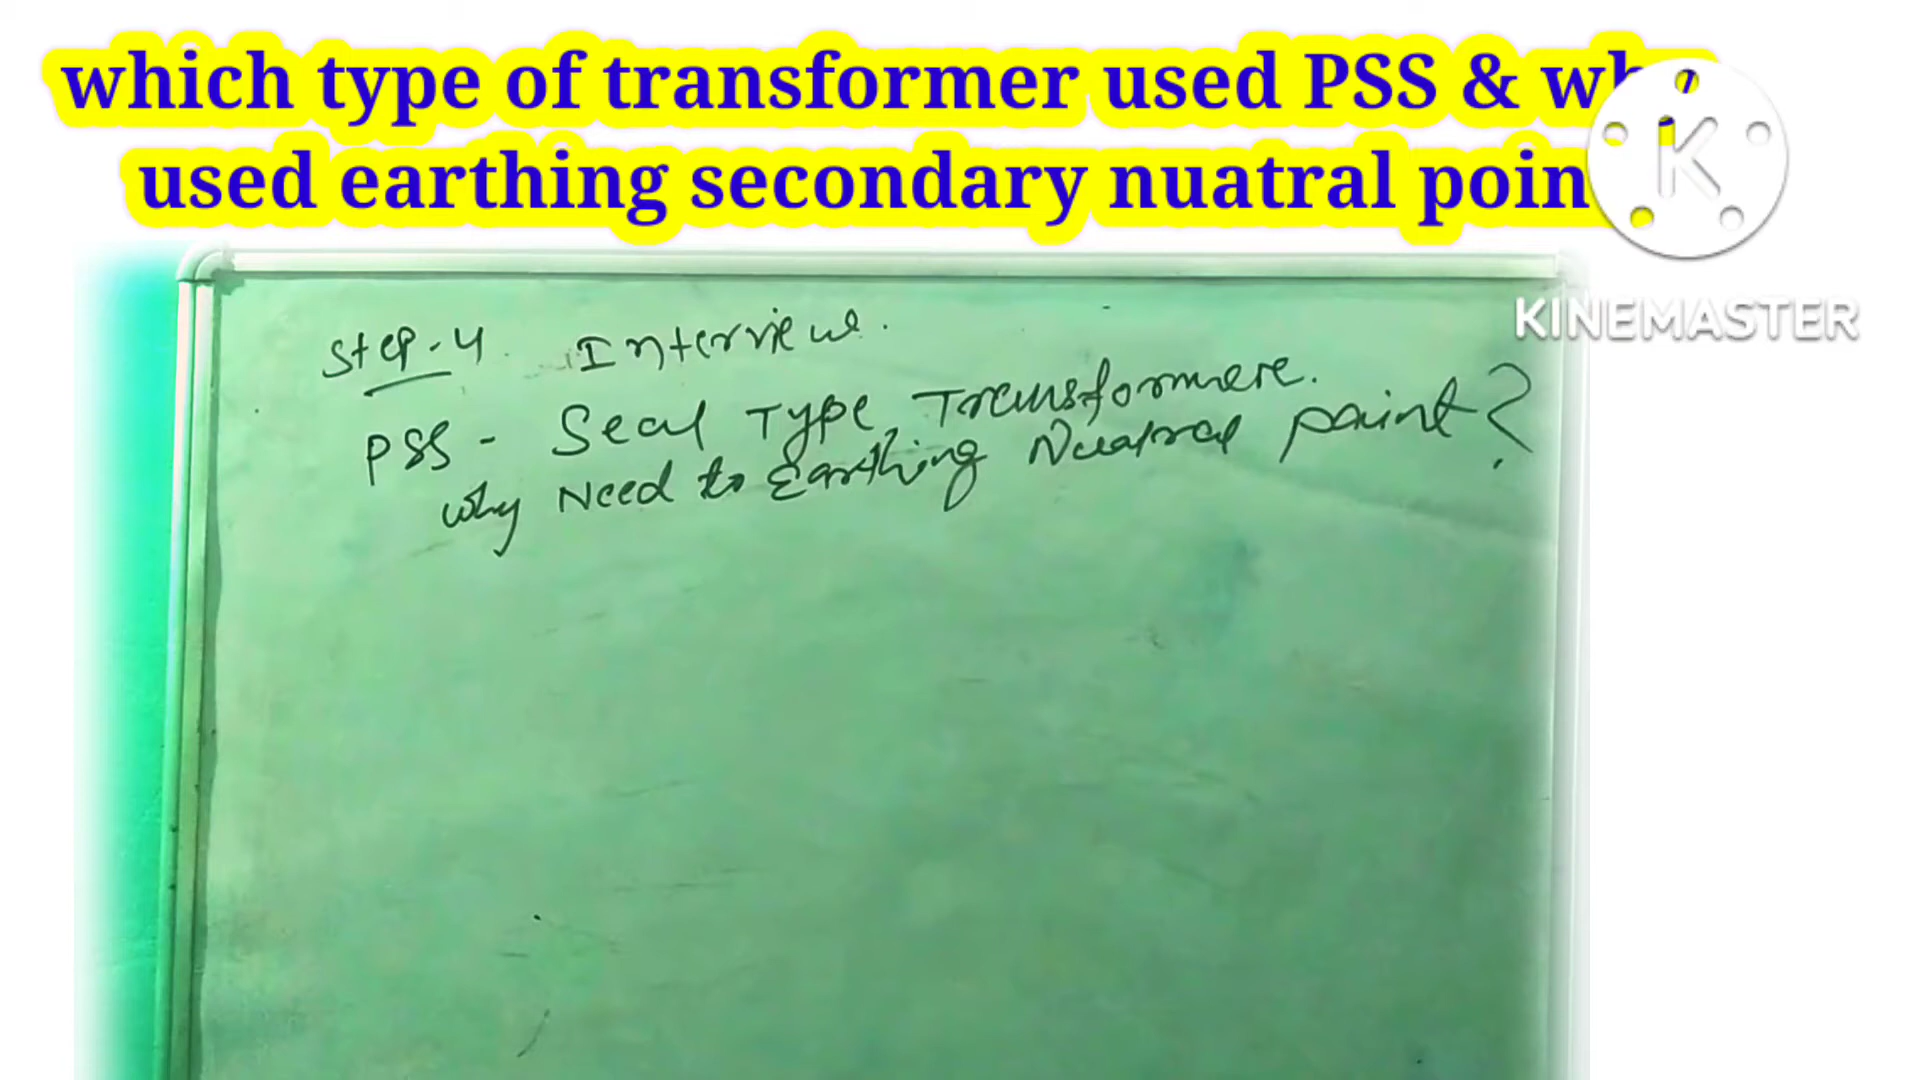 which type of transformer used PSS & why
used earthing secondary nuatral poin
KINEMASTER
Step-4. Interview.
PSS - Seal Type Transformere.
why Need to Earthing Nuatral point?